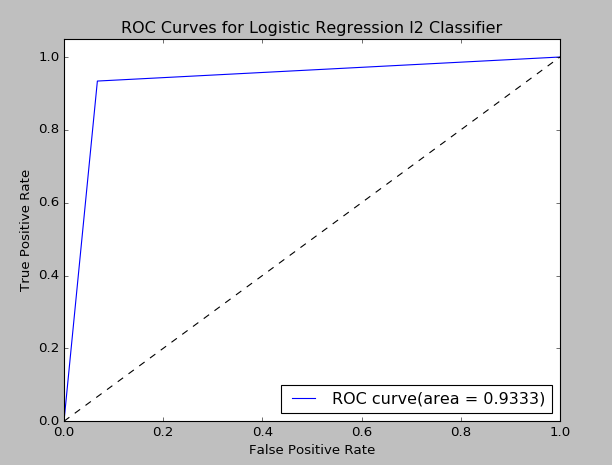 ROC Curves for Logistic Regression l2 Classifier
1.0
0.8
0.6
0.4
0.2
0.0
True Positive Rate
ROC curve(area = 0.9333)
0.0 0.2 0.4 0.6 0.8 1.0
False Positive Rate